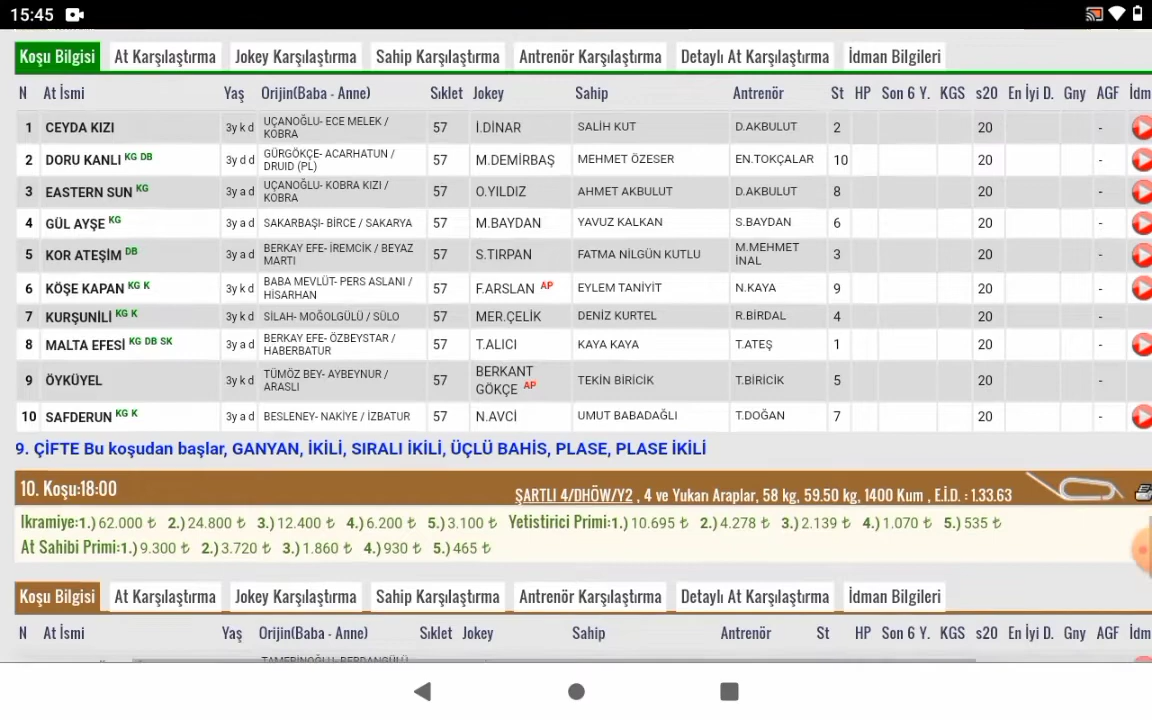 15:45
Koşu Bilgisi At Karşılaştırma Jokey Karşılaştırma Sahip Karşılaştırma Antrenör Karşılaştırma Detaylı At Karşılaştırma İdman Bilgileri
N At İsmi Yaş Orijin(Baba - Anne) Sıklet Jokey Sahip Antrenör St HP Son 6 Y. KGS s20 En İyi D. Gny AGF İdm
1 CEYDA KIZI 3y k d UÇANOĞLU- ECE MELEK / KOBRA 57 İ.DİNAR SALİH KUT D.AKBULUT 2 20 -
2 DORU KANLI KG DB 3y d d GÜRGÖKÇE- ACARHATUN / DRUID (PL) 57 M.DEMİRBAŞ MEHMET ÖZESER EN.TOKÇALAR 10 20 -
3 EASTERN SUN KG 3y a d UÇANOĞLU- KOBRA KIZI / KOBRA 57 O.YILDIZ AHMET AKBULUT D.AKBULUT 8 20 -
4 GÜL AYŞE KG 3y a d SAKARBAŞI- BİRCE / SAKARYA 57 M.BAYDAN YAVUZ KALKAN S.BAYDAN 6 20 -
5 KOR ATEŞİM DB 3y a d BERKAY EFE- İREMCİK / BEYAZ MARTI 57 S.TIRPAN FATMA NİLGÜN KUTLU M.MEHMET İNAL 3 20 -
6 KÖŞE KAPAN KG K 3y k d BABA MEVLÜT- PERS ASLANI / HİSARHAN 57 F.ARSLAN AP EYLEM TANİYİT N.KAYA 9 20 -
7 KURŞUNİLİ KG K 3y k d SİLAH- MOĞOLGÜLÜ / SÜLO 57 MER.ÇELİK DENİZ KURTEL R.BİRDAL 4 20 -
8 MALTA EFESİ KG DB SK 3y a d BERKAY EFE- ÖZBEYSTAR / HABERBATUR 57 T.ALICI KAYA KAYA T.ATEŞ 1 20 -
9 ÖYKÜYEL 3y k d TÜMÖZ BEY- AYBEYNUR / ARASLI 57 BERKANT GÖKÇE AP TEKİN BİRİCİK T.BİRİCİK 5 20 -
10 SAFDERUN KG K 3y a d BESLENEY- NAKİYE / İZBATUR 57 N.AVCİ UMUT BABADAĞLI T.DOĞAN 7 20 -
9. ÇİFTE Bu koşudan başlar, GANYAN, İKİLİ, SIRALI İKİLİ, ÜÇLÜ BAHİS, PLASE, PLASE İKİLİ
10. Koşu:18:00 ŞARTLI 4/DHÖW/Y2 , 4 ve Yukarı Araplar, 58 kg, 59.50 kg, 1400 Kum , E.İ.D. : 1.33.63
Ikramiye:1.) 62.000 ₺ 2.) 24.800 ₺ 3.) 12.400 ₺ 4.) 6.200 ₺ 5.) 3.100 ₺ Yetistirici Primi:1.) 10.695 ₺ 2.) 4.278 ₺ 3.) 2.139 ₺ 4.) 1.070 ₺ 5.) 535 ₺
At Sahibi Primi:1.) 9.300 ₺ 2.) 3.720 ₺ 3.) 1.860 ₺ 4.) 930 ₺ 5.) 465 ₺
Koşu Bilgisi At Karşılaştırma Jokey Karşılaştırma Sahip Karşılaştırma Antrenör Karşılaştırma Detaylı At Karşılaştırma İdman Bilgileri
N At İsmi Yaş Orijin(Baba - Anne) Sıklet Jokey Sahip Antrenör St HP Son 6 Y. KGS s20 En İyi D. Gny AGF İdm